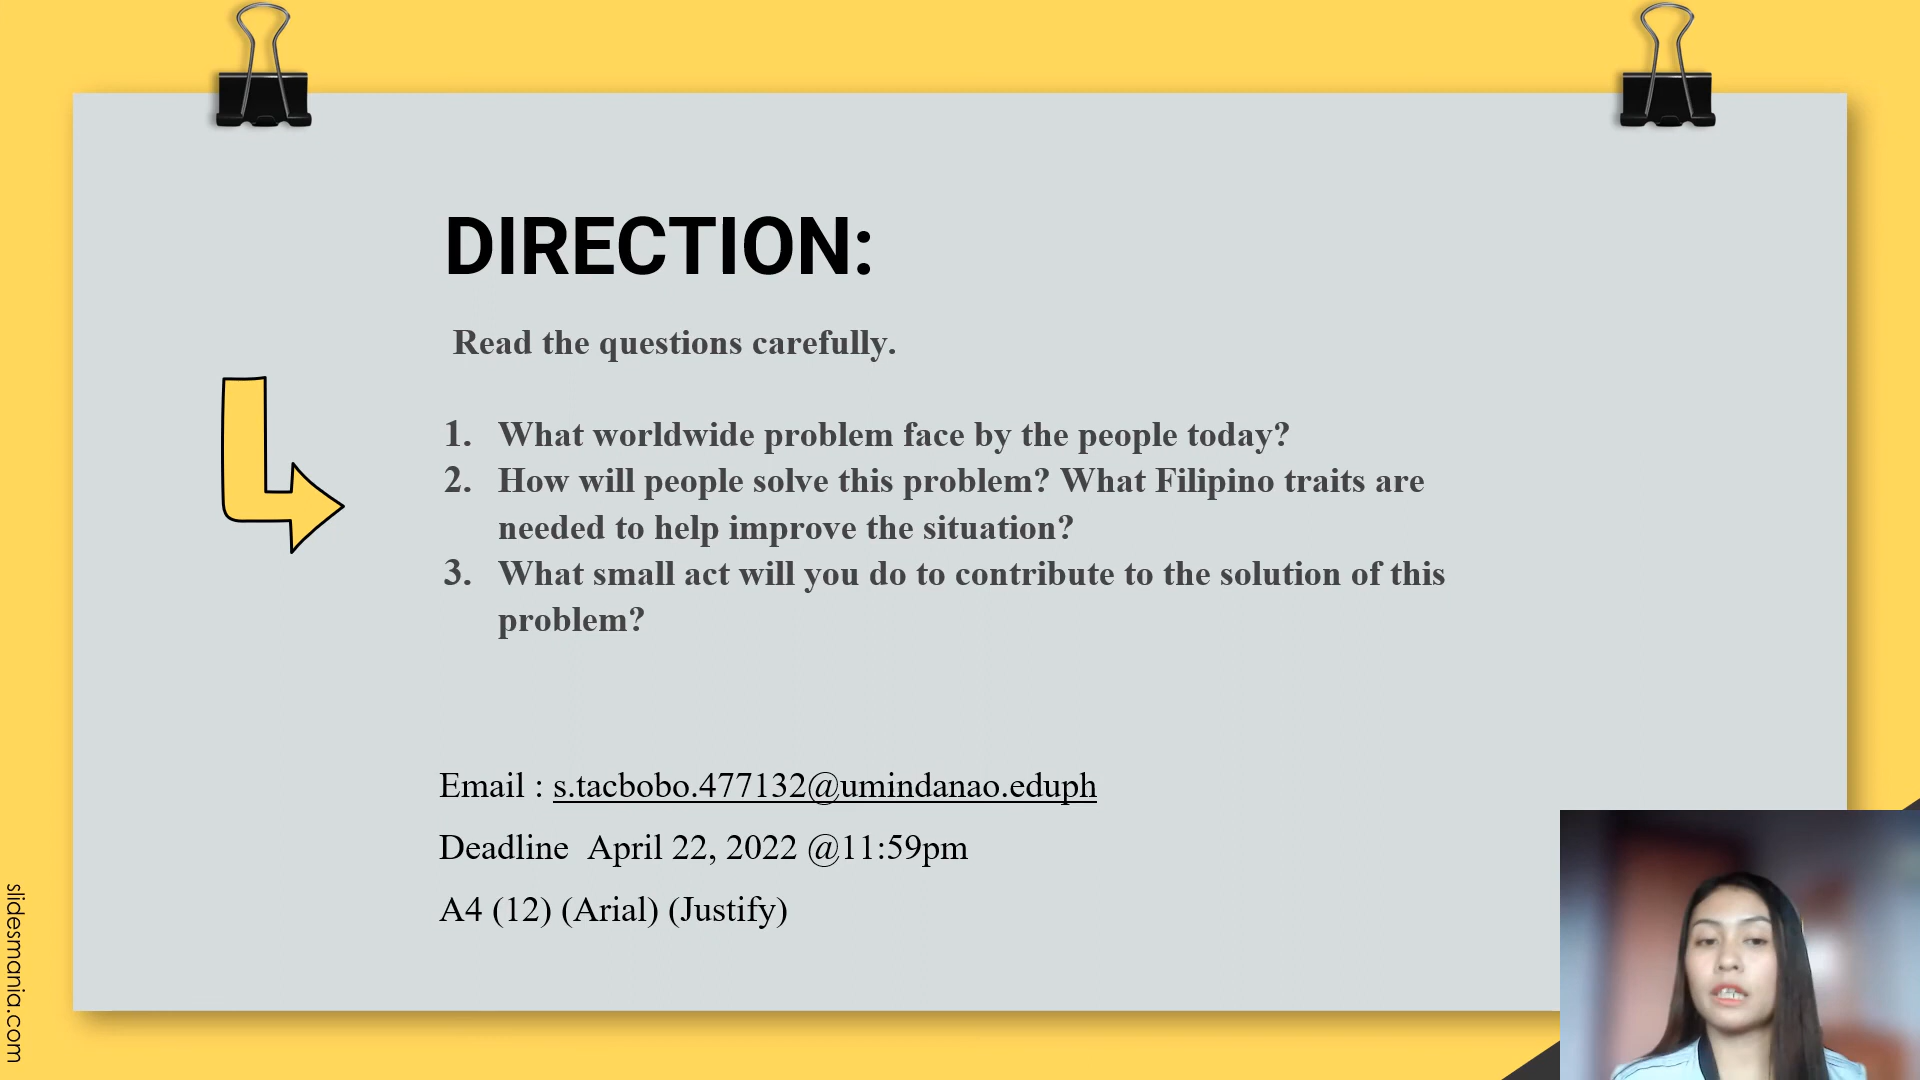 DIRECTION:
Read the questions carefully.
1. What worldwide problem face by the people today?
2. How will people solve this problem? What Filipino traits are
needed to help improve the situation?
3. What small act will you do to contribute to the solution of this
problem?
Email : s.tacbobo.477132@umindanao.eduph
Deadline  April 22, 2022 @11:59pm
A4 (12) (Arial) (Justify)
slidesmania.com